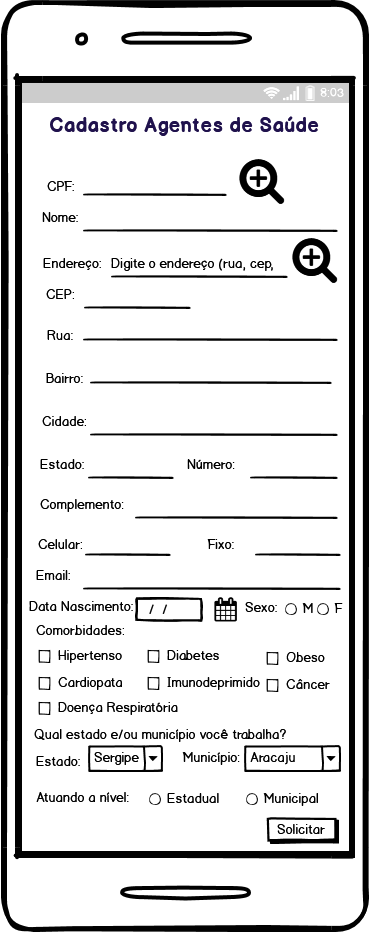 8:03
Cadastro Agentes de Saúde
CPF:
Nome:
Endereço: Digite o endereço (rua, cep,
CEP:
Rua:
Bairro:
Cidade:
Estado: Número:
Complemento:
Celular: Fixo:
Email:
Data Nascimento: / / Sexo: M F
Comorbidades:
Hipertenso Diabetes Obeso
Cardiopata Imunodeprimido Câncer
Doença Respiratória
Qual estado e/ou município você trabalha?
Estado: Sergipe Município: Aracaju
Atuando a nível: Estadual Municipal
Solicitar